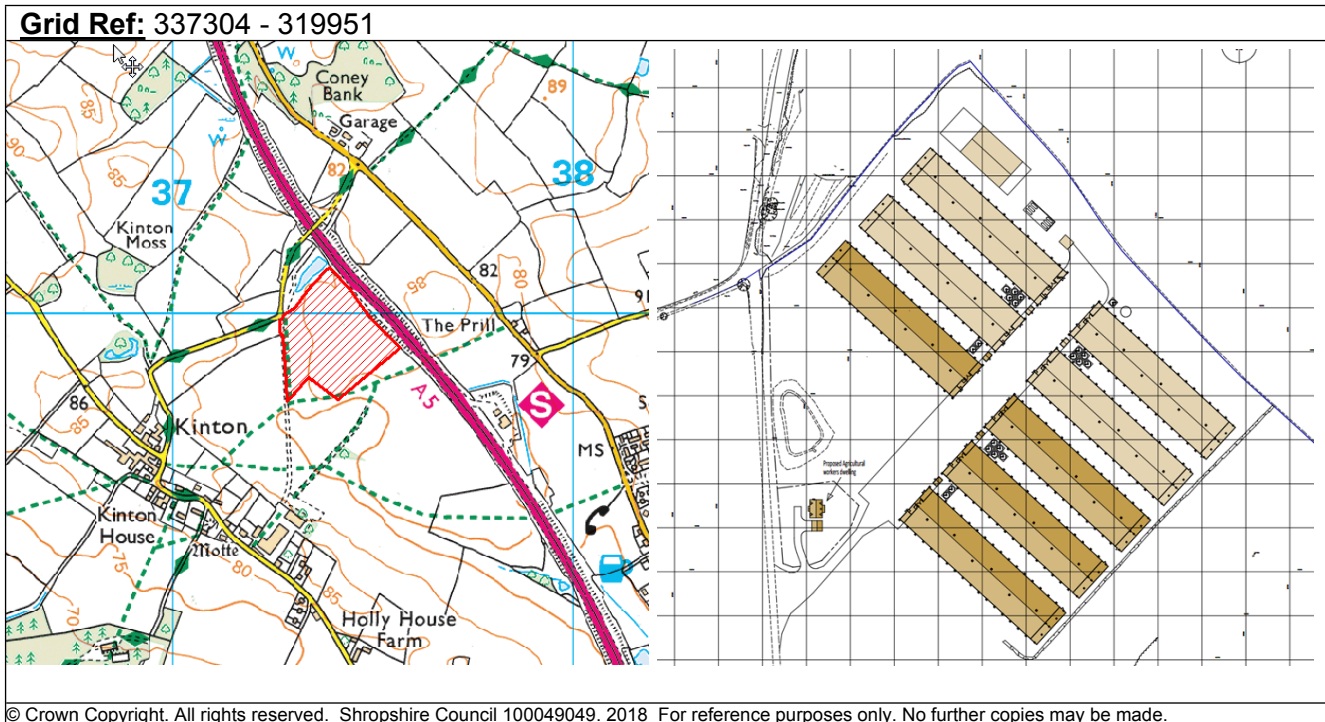 Grid Ref: 337304 - 319951
Coney
Bank
Garage
89
85
90
85
82
37
38
Kinton
Moss
82
80
85
The Prill
79
A5
S
86
85
Kinton
MS
Kinton
House
Motte
75
80
85
70
Holly House
Farm
Proposed Agricultural
workers dwelling
© Crown Copyright. All rights reserved. Shropshire Council 100049049. 2018 For reference purposes only. No further copies may be made.